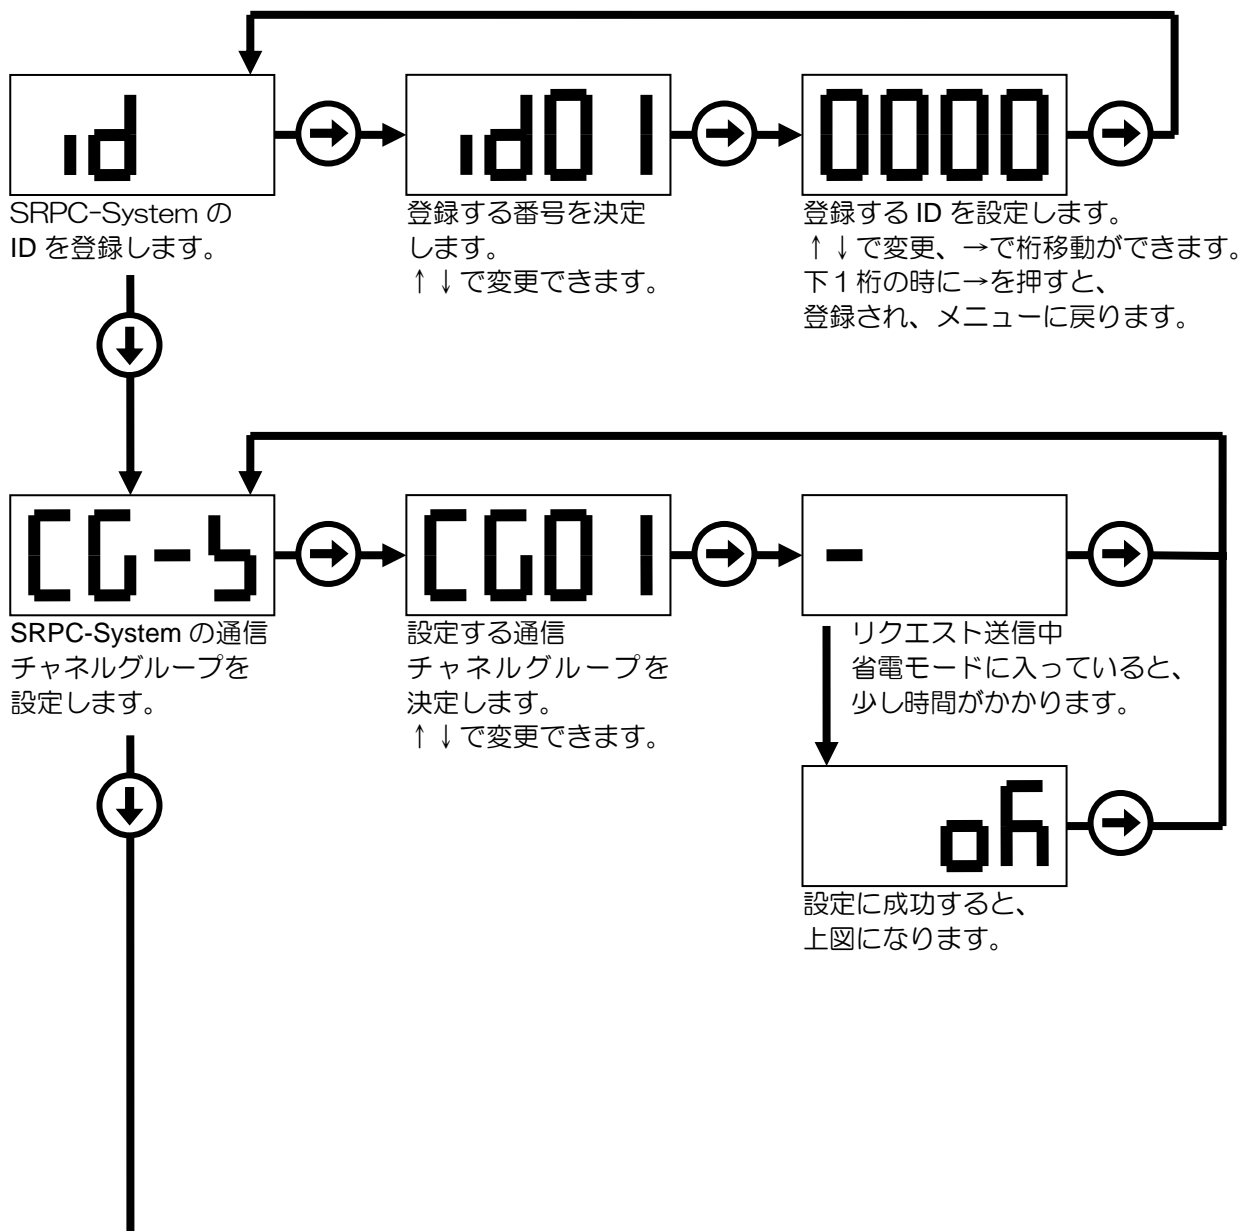 id
SRPC-System の
ID を登録します。
id01
登録する番号を決定
します。
↑↓で変更できます。
0000
登録する ID を設定します。
↑↓で変更、→で桁移動ができます。
下１桁の時に→を押すと、
登録され、メニューに戻ります。
CG-S
SRPC-System の通信
チャネルグループを
設定します。
CG01
設定する通信
チャネルグループを
決定します。
↑↓で変更できます。
-
リクエスト送信中
省電モードに入っていると、
少し時間がかかります。
oK
設定に成功すると、
上図になります。